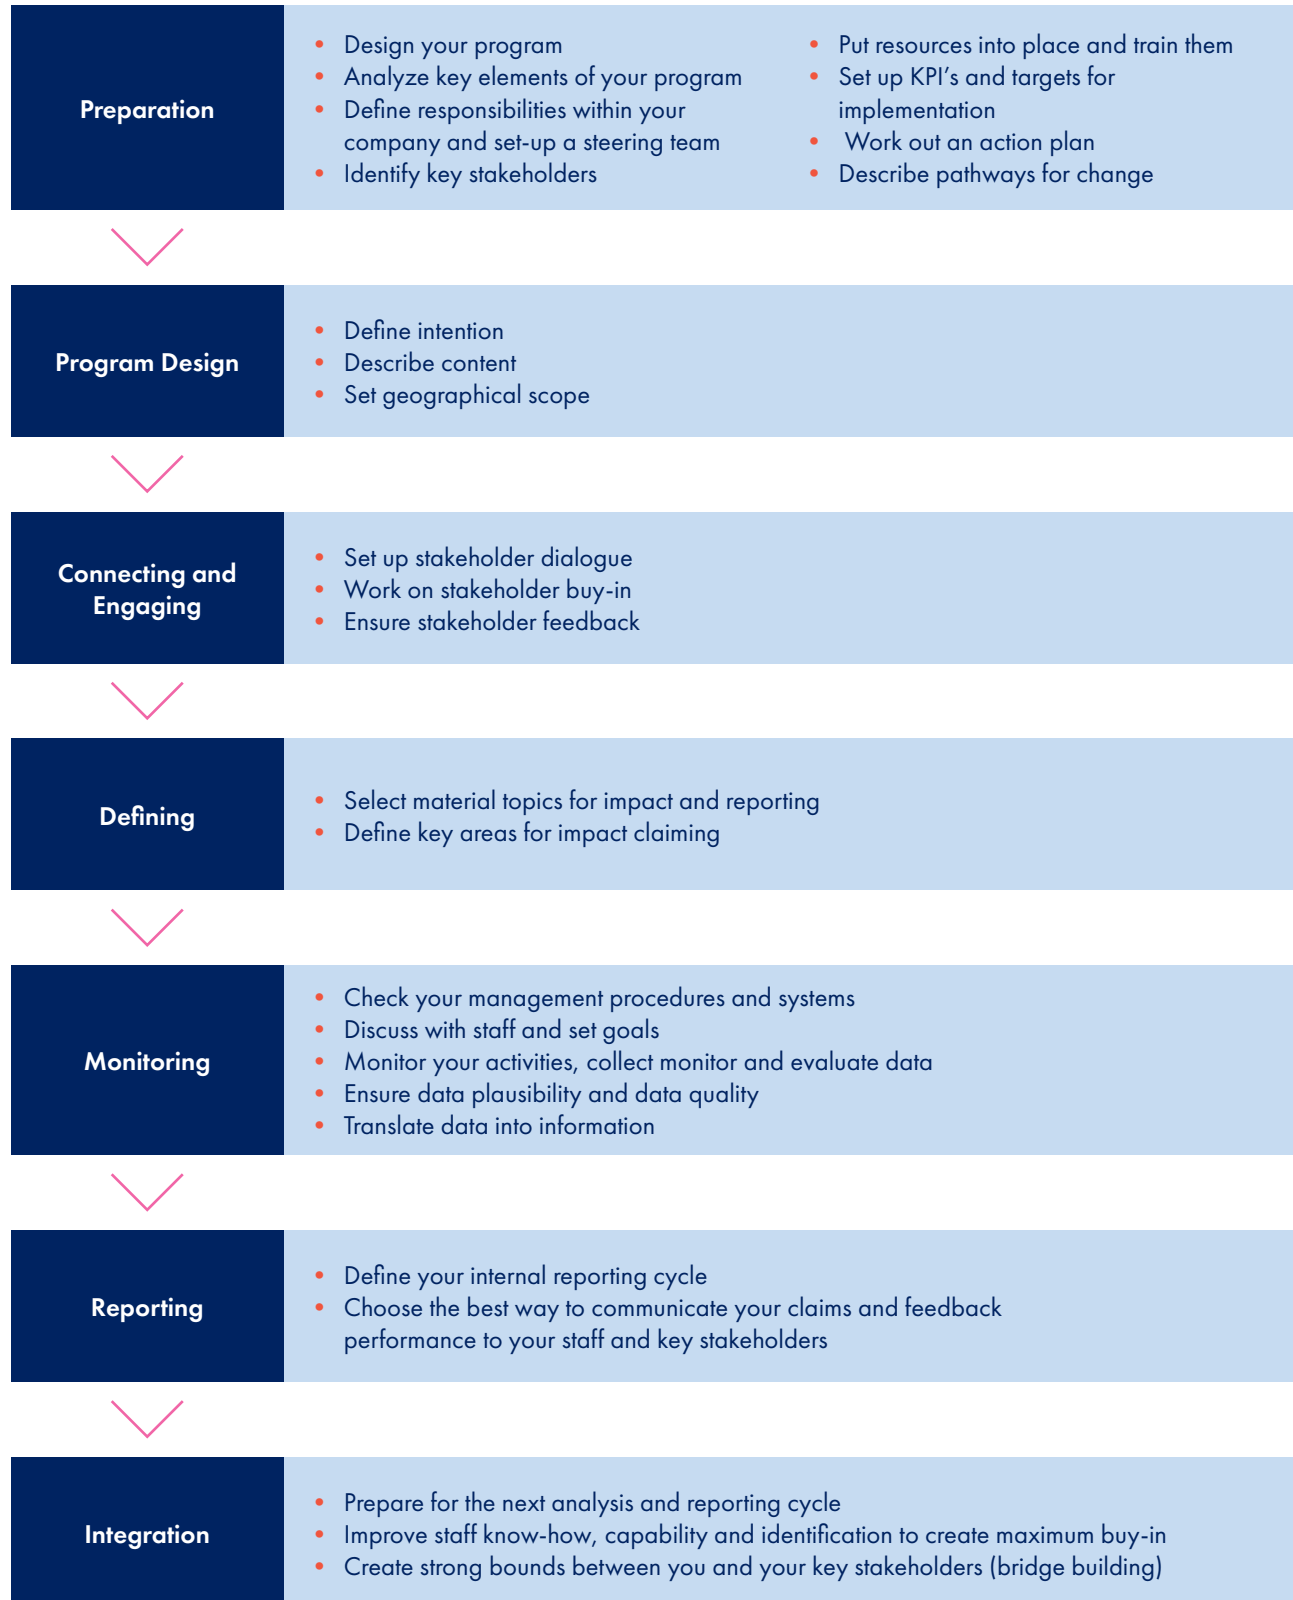 Preparation
• Design your program
• Analyze key elements of your program
• Define responsibilities within your
company and set-up a steering team
• Identify key stakeholders
• Put resources into place and train them
• Set up KPI's and targets for
implementation
• Work out an action plan
• Describe pathways for change
Program Design
• Define intention
• Describe content
• Set geographical scope
Connecting and
Engaging
• Set up stakeholder dialogue
• Work on stakeholder buy-in
• Ensure stakeholder feedback
Defining
• Select material topics for impact and reporting
• Define key areas for impact claiming
Monitoring
• Check your management procedures and systems
• Discuss with staff and set goals
• Monitor your activities, collect monitor and evaluate data
• Ensure data plausibility and data quality
• Translate data into information
Reporting
• Define your internal reporting cycle
• Choose the best way to communicate your claims and feedback
performance to your staff and key stakeholders
Integration
• Prepare for the next analysis and reporting cycle
• Improve staff know-how, capability and identification to create maximum buy-in
• Create strong bounds between you and your key stakeholders (bridge building)